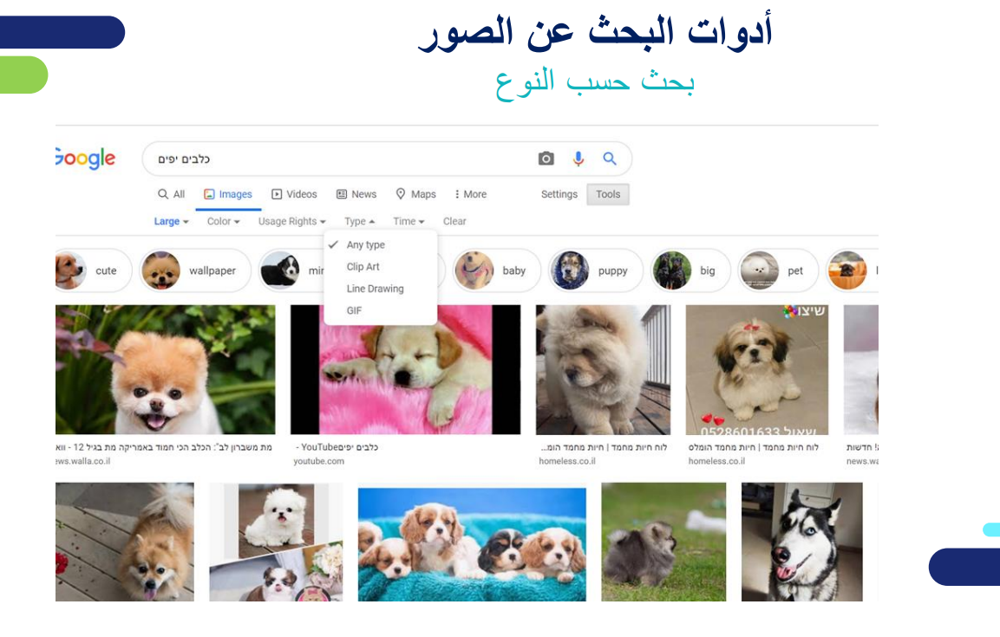 أدوات البحث عن الصور
بحث حسب النوع
Google
כלבים יפים
All Images Videos News Maps More Settings Tools
Large Color Usage Rights Type Time Clear
Any type
Clip Art
Line Drawing
GIF
cute wallpaper baby puppy big pet
שיצו
שאול 0528601633
מת משברון לב": הכלב הכי חמוד באמריקה מת בגיל 12 - וואי
ews.walla.co.il
כלבים יפים - YouTube
youtube.com
לוח חיות מחמד | חיות מחמד הומ...
homeless.co.il
לוח חיות מחמד | חיות מחמד הומלס
homeless.co.il
! חדשות
news.wa